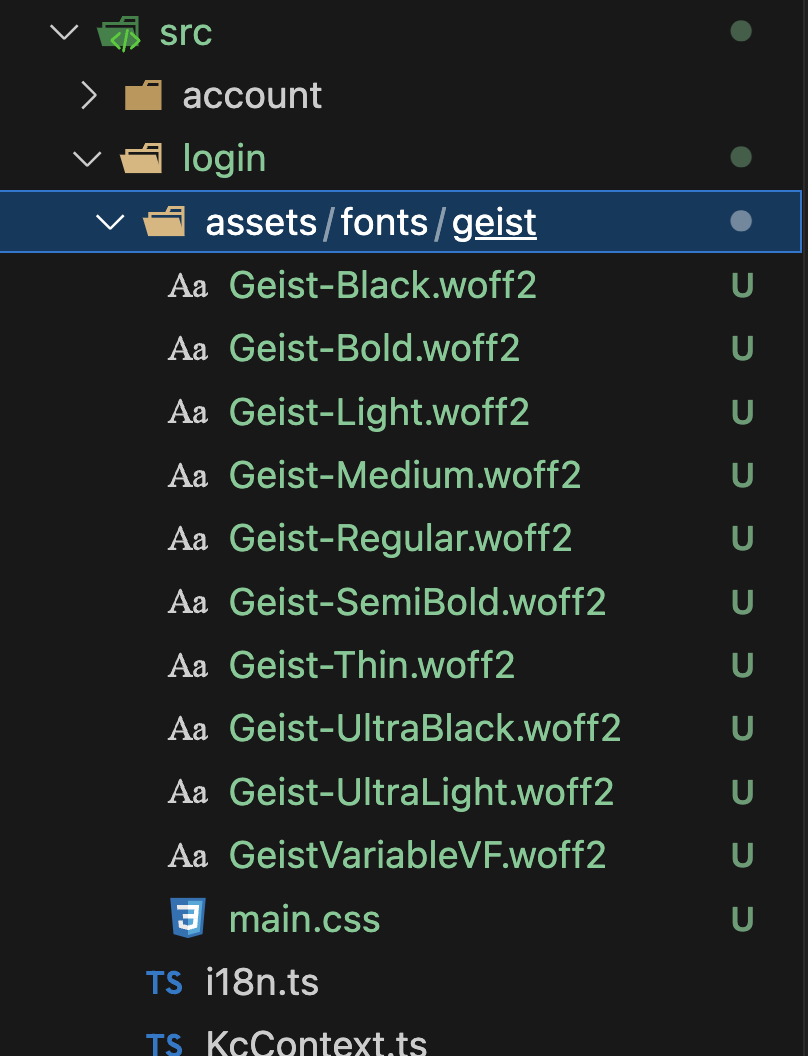 src
account
login
assets/fonts/geist
Aa Geist-Black.woff2 U
Aa Geist-Bold.woff2 U
Aa Geist-Light.woff2 U
Aa Geist-Medium.woff2 U
Aa Geist-Regular.woff2 U
Aa Geist-SemiBold.woff2 U
Aa Geist-Thin.woff2 U
Aa Geist-UltraBlack.woff2 U
Aa Geist-UltraLight.woff2 U
Aa GeistVariableVF.woff2 U
main.css U
TS i18n.ts
TS KcContext.ts